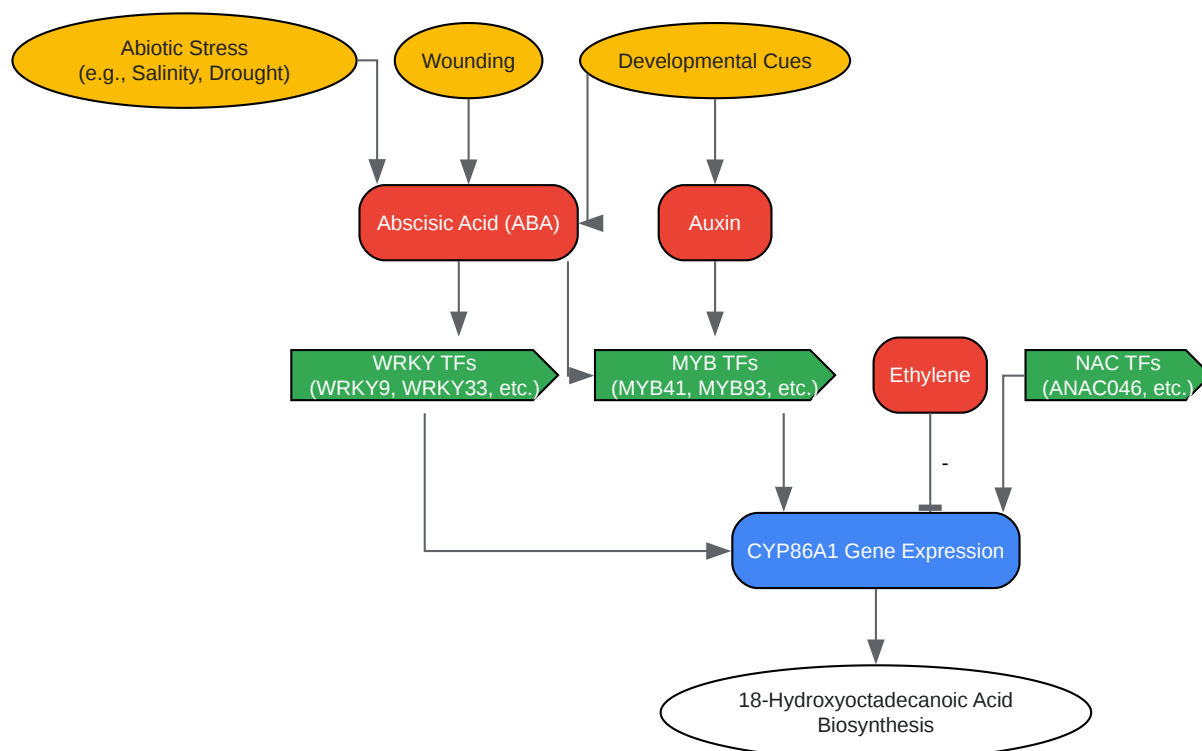 Abiotic Stress
(e.g., Salinity, Drought)
Wounding
Developmental Cues
Abscisic Acid (ABA)
Auxin
WRKY TFs
(WRKY9, WRKY33, etc.)
MYB TFs
(MYB41, MYB93, etc.)
Ethylene
NAC TFs
(ANAC046, etc.)
-
CYP86A1 Gene Expression
18-Hydroxyoctadecanoic Acid
Biosynthesis